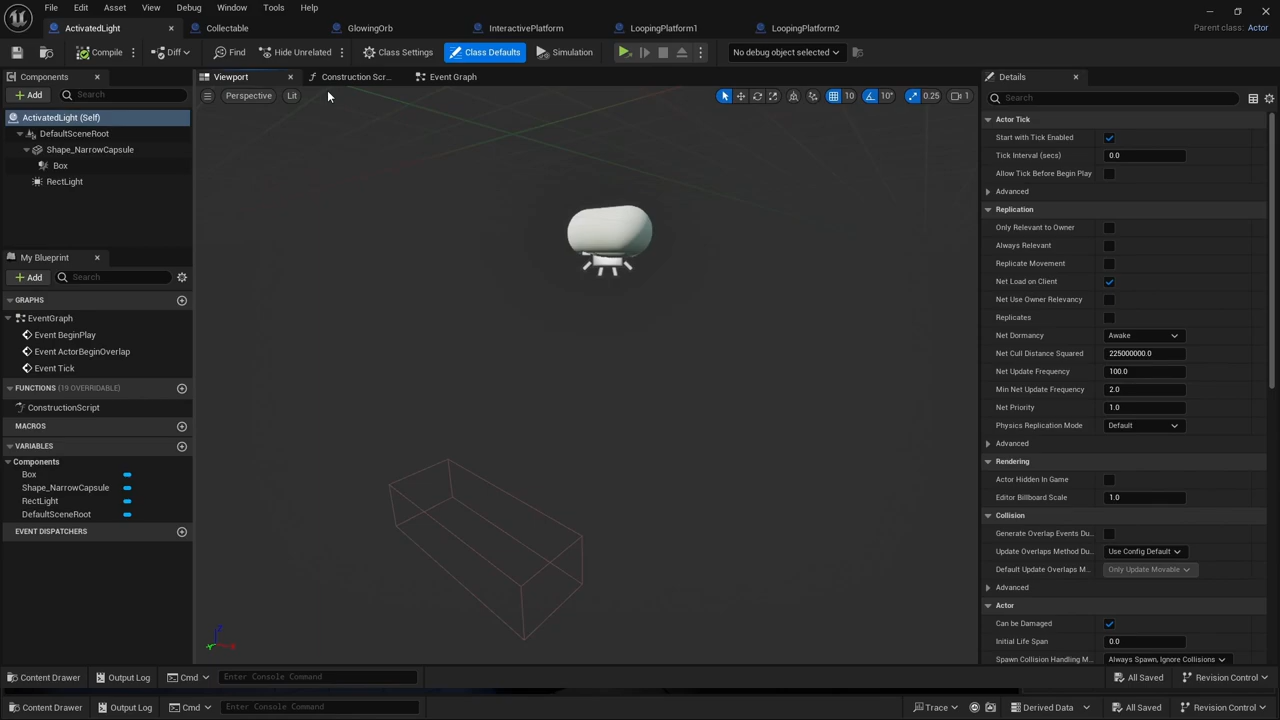 File Edit Asset View Debug Window Tools Help
ActivatedLight Collectable GlowingOrb InteractivePlatform LoopingPlatform1 LoopingPlatform2
Parent class: Actor
Compile Diff Find Hide Unrelated Class Settings Class Defaults Simulation No debug object selected
Components
Add Search
ActivatedLight (Self)
DefaultSceneRoot
Shape_NarrowCapsule
Box
RectLight
My Blueprint
Add Search
GRAPHS
EventGraph
Event BeginPlay
Event ActorBeginOverlap
Event Tick
FUNCTIONS (19 OVERRIDABLE)
ConstructionScript
MACROS
VARIABLES
Components
Box
Shape_NarrowCapsule
RectLight
DefaultSceneRoot
EVENT DISPATCHERS
Viewport Construction Scr... Event Graph
Perspective Lit 10 10° 0.25 1
Z
Details
Search
Actor Tick
Start with Tick Enabled
Tick Interval (secs) 0.0
Allow Tick Before Begin Play
Advanced
Replication
Only Relevant to Owner
Always Relevant
Replicate Movement
Net Load on Client
Net Use Owner Relevancy
Replicates
Net Dormancy Awake
Net Cull Distance Squared 225000000.0
Net Update Frequency 100.0
Min Net Update Frequency 2.0
Net Priority 1.0
Physics Replication Mode Default
Advanced
Rendering
Actor Hidden In Game
Editor Billboard Scale 1.0
Collision
Generate Overlap Events Du...
Update Overlaps Method Du... Use Config Default
Default Update Overlaps M... Only Update Movable
Advanced
Actor
Can be Damaged
Initial Life Span 0.0
Spawn Collision Handling M... Always Spawn, Ignore Collisions
Content Drawer Output Log Cmd Enter Console Command All Saved Revision Control
Content Drawer Output Log Cmd Enter Console Command Trace Derived Data All Saved Revision Control